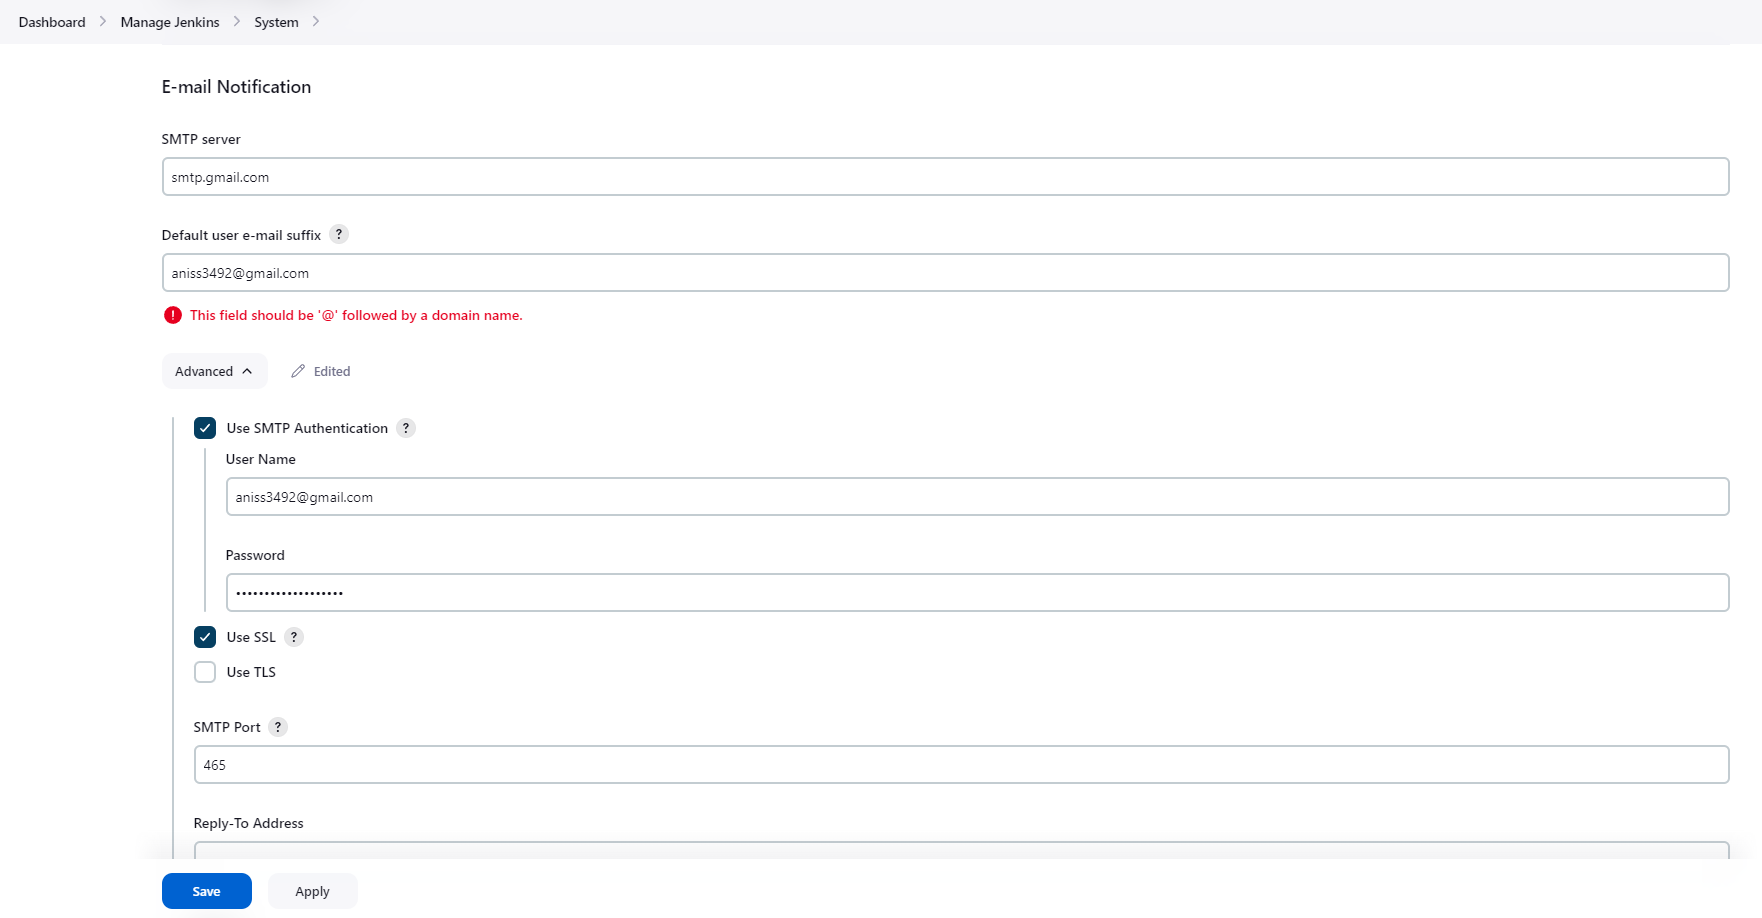 Dashboard > Manage Jenkins > System >
E-mail Notification
SMTP server
smtp.gmail.com
Default user e-mail suffix ?
aniss3492@gmail.com
! This field should be '@' followed by a domain name.
Advanced Edited
Use SMTP Authentication ?
User Name
aniss3492@gmail.com
Password
•••••••••••••••••••
Use SSL ?
Use TLS
SMTP Port ?
465
Reply-To Address
Save Apply